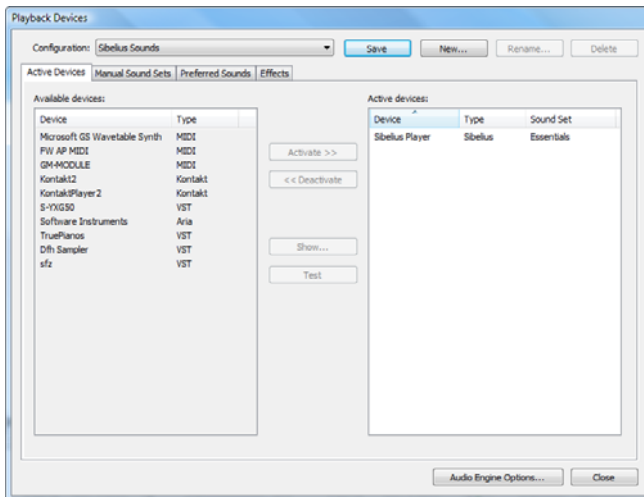 Playback Devices
Configuration: Sibelius Sounds Save New... Rename... Delete
Active Devices Manual Sound Sets Preferred Sounds Effects
Available devices: Active devices:
Device Type Device Type Sound Set
Microsoft GS Wavetable Synth MIDI Sibelius Player Sibelius Essentials
FW AP MIDI MIDI
GM-MODULE MIDI Activate >>
Kontakt2 Kontakt
KontaktPlayer2 Kontakt << Deactivate
S-YXG50 VST
Software Instruments Aria
TruePianos VST
Dfh Sampler VST Show...
sfz VST
Test
Audio Engine Options... Close